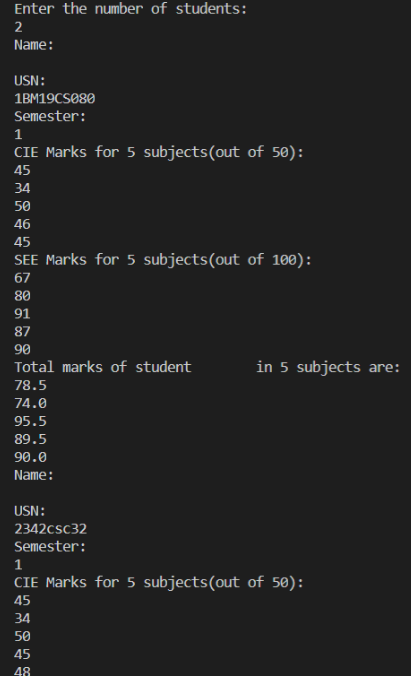 Enter the number of students:
2
Name:
USN:
1BM19CS080
Semester:
1
CIE Marks for 5 subjects(out of 50):
45
34
50
46
45
SEE Marks for 5 subjects(out of 100):
67
80
91
87
90
Total marks of student       in 5 subjects are:
78.5
74.0
95.5
89.5
90.0
Name:
USN:
2342csc32
Semester:
1
CIE Marks for 5 subjects(out of 50):
45
34
50
45
48